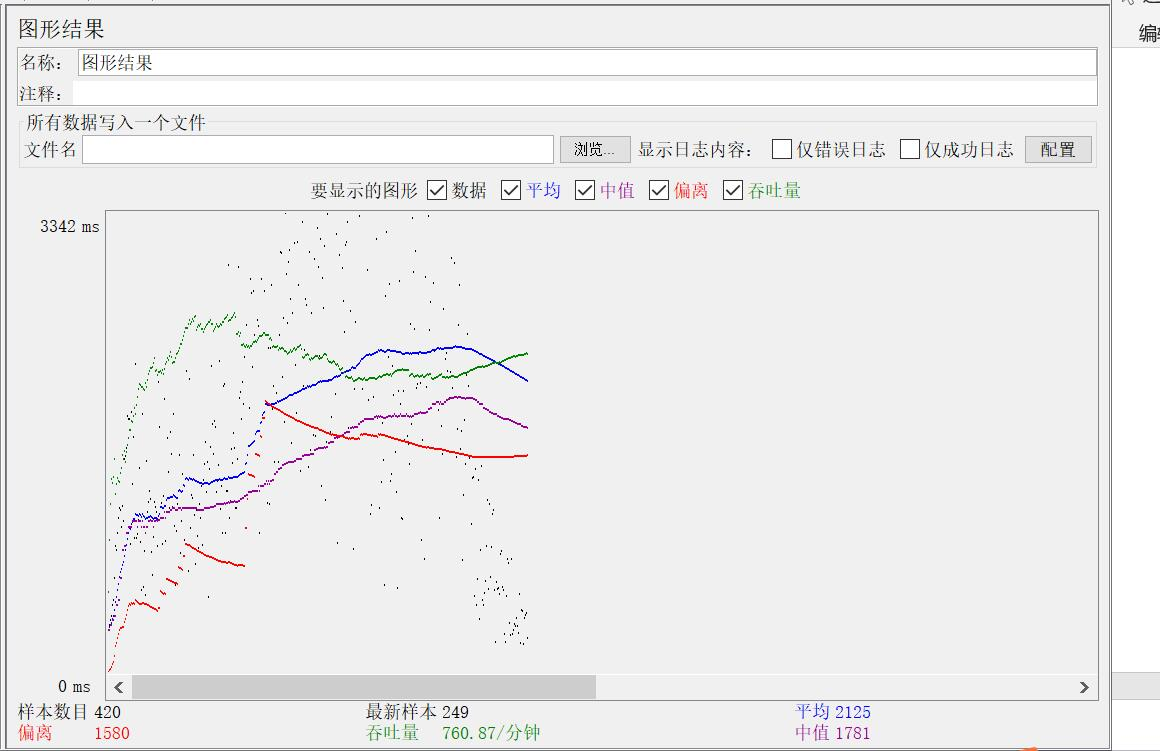 图形结果
名称： 图形结果
注释：
所有数据写入一个文件
文件名 浏览... 显示日志内容： 仅错误日志 仅成功日志 配置
要显示的图形 数据 平均 中值 偏离 吞吐量
3342 ms
0 ms
样本数目 420 最新样本 249 平均 2125
偏离 1580 吞吐量 760.87/分钟 中值 1781